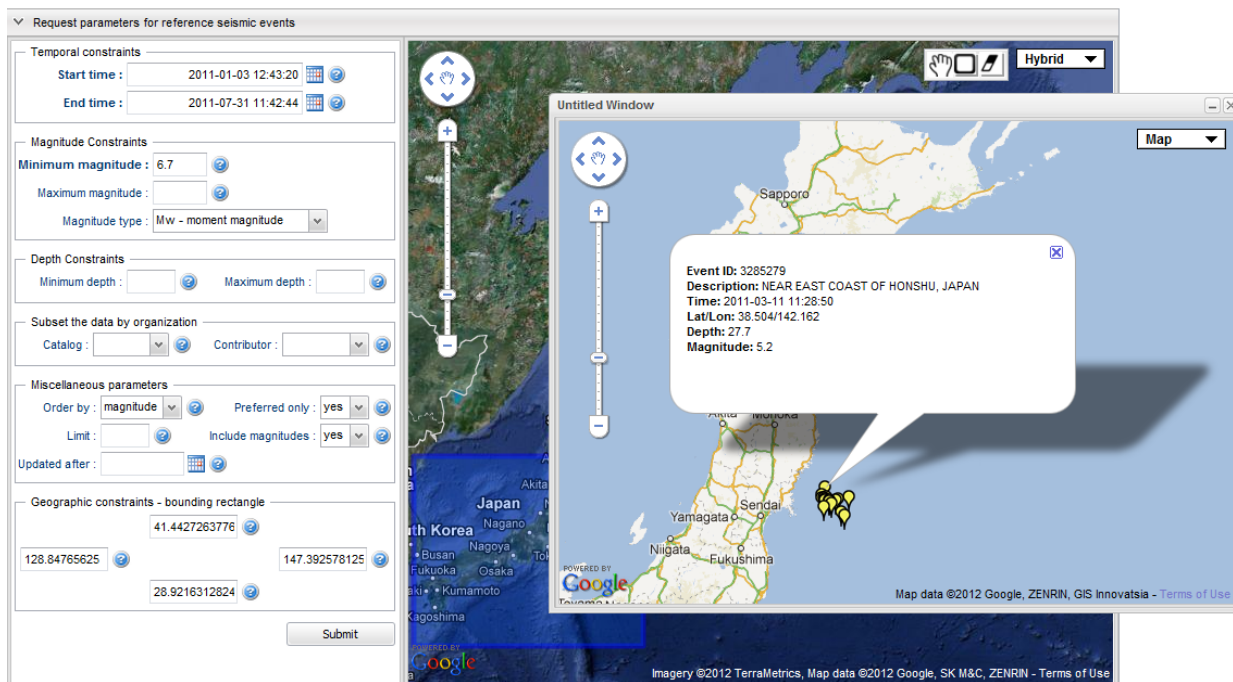 Request parameters for reference seismic events
Temporal constraints
Start time : 2011-01-03 12:43:20
End time : 2011-07-31 11:42:44
Magnitude Constraints
Minimum magnitude : 6.7
Maximum magnitude :
Magnitude type : Mw - moment magnitude
Depth Constraints
Minimum depth : Maximum depth :
Subset the data by organization
Catalog : Contributor :
Miscellaneous parameters
Order by : magnitude Preferred only : yes
Limit : Include magnitudes : yes
Updated after :
Geographic constraints - bounding rectangle
41.4427263776
128.84765625 147.392578125
28.9216312824
Submit
Hybrid
Untitled Window
Map
Sapporo
Event ID: 3285279
Description: NEAR EAST COAST OF HONSHU, JAPAN
Time: 2011-03-11 11:28:50
Lat/Lon: 38.504/142.162
Depth: 27.7
Magnitude: 5.2
Akita Morioka
Yamagata Sendai
Niigata
Fukushima
POWERED BY
Google
Map data ©2012 Google, ZENRIN, GIS Innovatsia - Terms of Use
Akita
Japan
South Korea Nagano
Busan Nagoya
Fukuoka Osaka
Kumamoto
Kagoshima
POWERED BY
Google
Imagery ©2012 TerraMetrics, Map data ©2012 Google, SK M&C, ZENRIN - Terms of Use